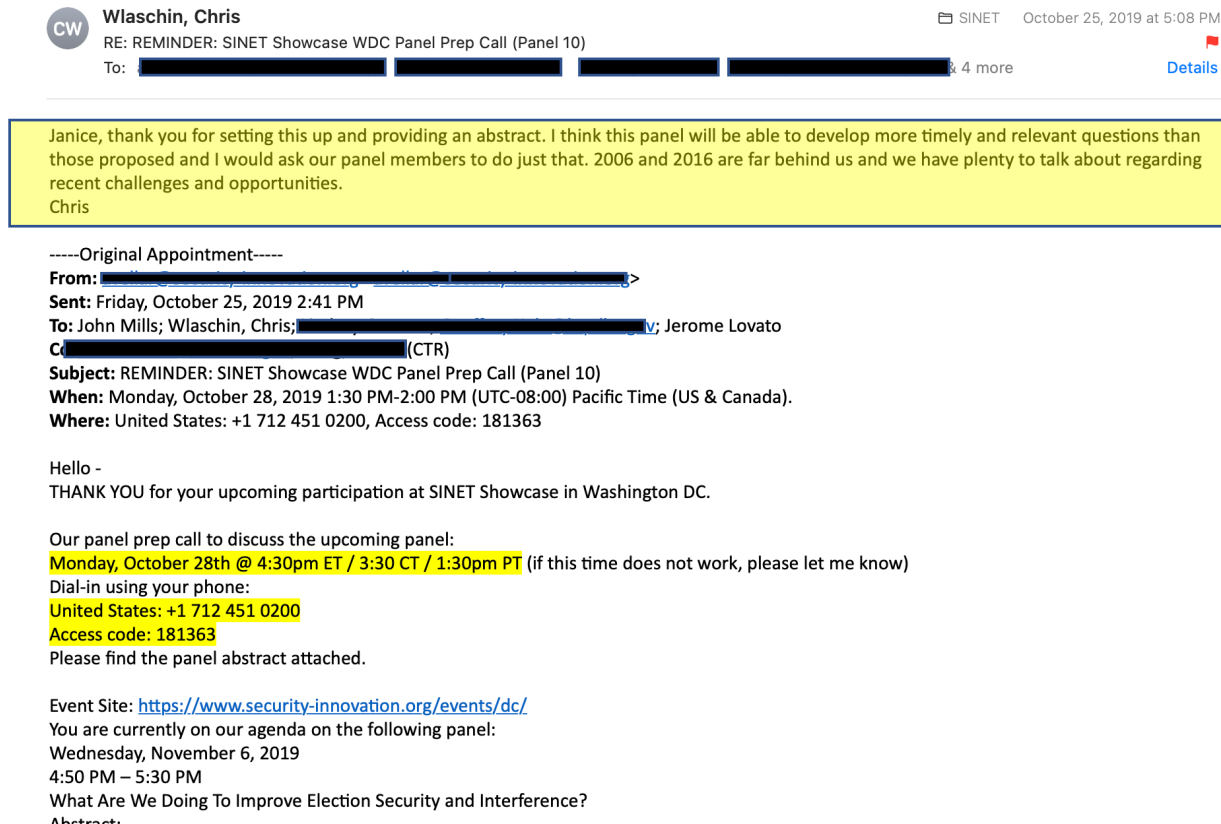 CW
Wlaschin, Chris
SINET October 25, 2019 at 5:08 PM
RE: REMINDER: SINET Showcase WDC Panel Prep Call (Panel 10)
To: & 4 more
Details
Janice, thank you for setting this up and providing an abstract. I think this panel will be able to develop more timely and relevant questions than
those proposed and I would ask our panel members to do just that. 2006 and 2016 are far behind us and we have plenty to talk about regarding
recent challenges and opportunities.
Chris
-----Original Appointment-----
From: >
Sent: Friday, October 25, 2019 2:41 PM
To: John Mills; Wlaschin, Chris; v; Jerome Lovato
(CTR)
Subject: REMINDER: SINET Showcase WDC Panel Prep Call (Panel 10)
When: Monday, October 28, 2019 1:30 PM-2:00 PM (UTC-08:00) Pacific Time (US & Canada).
Where: United States: +1 712 451 0200, Access code: 181363
Hello -
THANK YOU for your upcoming participation at SINET Showcase in Washington DC.
Our panel prep call to discuss the upcoming panel:
Monday, October 28th @ 4:30pm ET / 3:30 CT / 1:30pm PT (if this time does not work, please let me know)
Dial-in using your phone:
United States: +1 712 451 0200
Access code: 181363
Please find the panel abstract attached.
Event Site: https://www.security-innovation.org/events/dc/
You are currently on our agenda on the following panel:
Wednesday, November 6, 2019
4:50 PM – 5:30 PM
What Are We Doing To Improve Election Security and Interference?
Abstract: